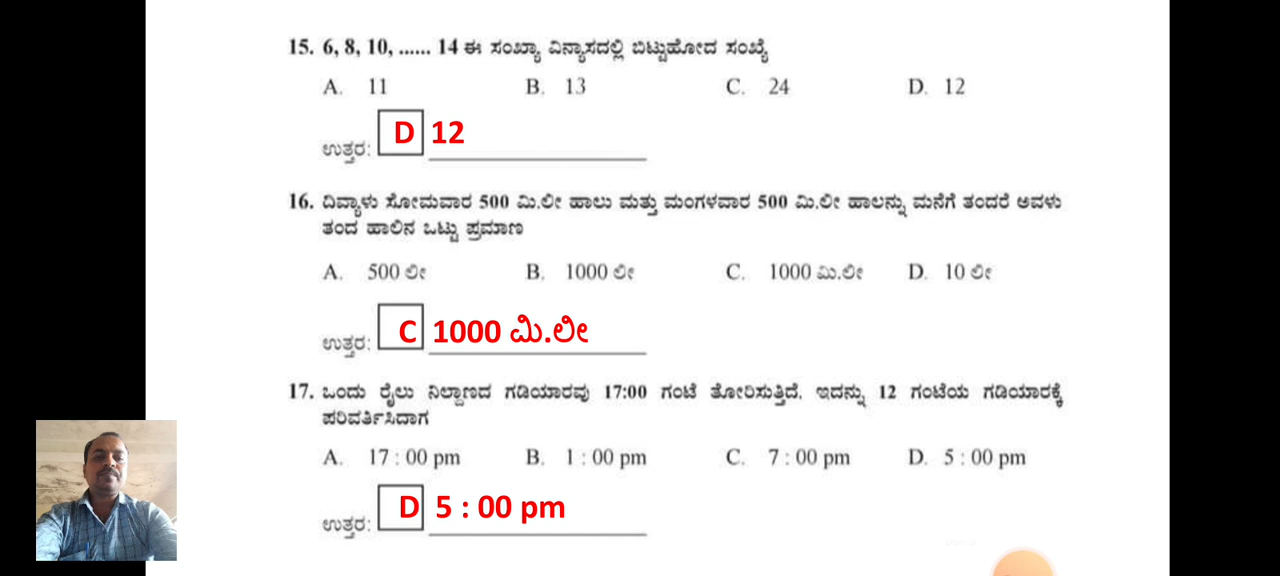 15. 6, 8, 10, ...... 14 ಈ ಸಂಖ್ಯಾ ವಿನ್ಯಾಸದಲ್ಲಿ ಬಿಟ್ಟುಹೋದ ಸಂಖ್ಯೆ
A. 11 B. 13 C. 24 D. 12
ಉತ್ತರ: D 12
16. ದಿವ್ಯಾಳು ಸೋಮವಾರ 500 ಮಿ.ಲೀ ಹಾಲು ಮತ್ತು ಮಂಗಳವಾರ 500 ಮಿ.ಲೀ ಹಾಲನ್ನು ಮನೆಗೆ ತಂದರೆ ಅವಳು
ತಂದ ಹಾಲಿನ ಒಟ್ಟು ಪ್ರಮಾಣ
A. 500 ಲೀ B. 1000 ಲೀ C. 1000 ಮಿ.ಲೀ D. 10 ಲೀ
ಉತ್ತರ: C 1000 ಮಿ.ಲೀ
17. ಒಂದು ರೈಲು ನಿಲ್ದಾಣದ ಗಡಿಯಾರವು 17:00 ಗಂಟೆ ತೋರಿಸುತ್ತಿದೆ. ಇದನ್ನು 12 ಗಂಟೆಯ ಗಡಿಯಾರಕ್ಕೆ
ಪರಿವರ್ತಿಸಿದಾಗ
A. 17 : 00 pm B. 1 : 00 pm C. 7 : 00 pm D. 5 : 00 pm
ಉತ್ತರ: D 5 : 00 pm